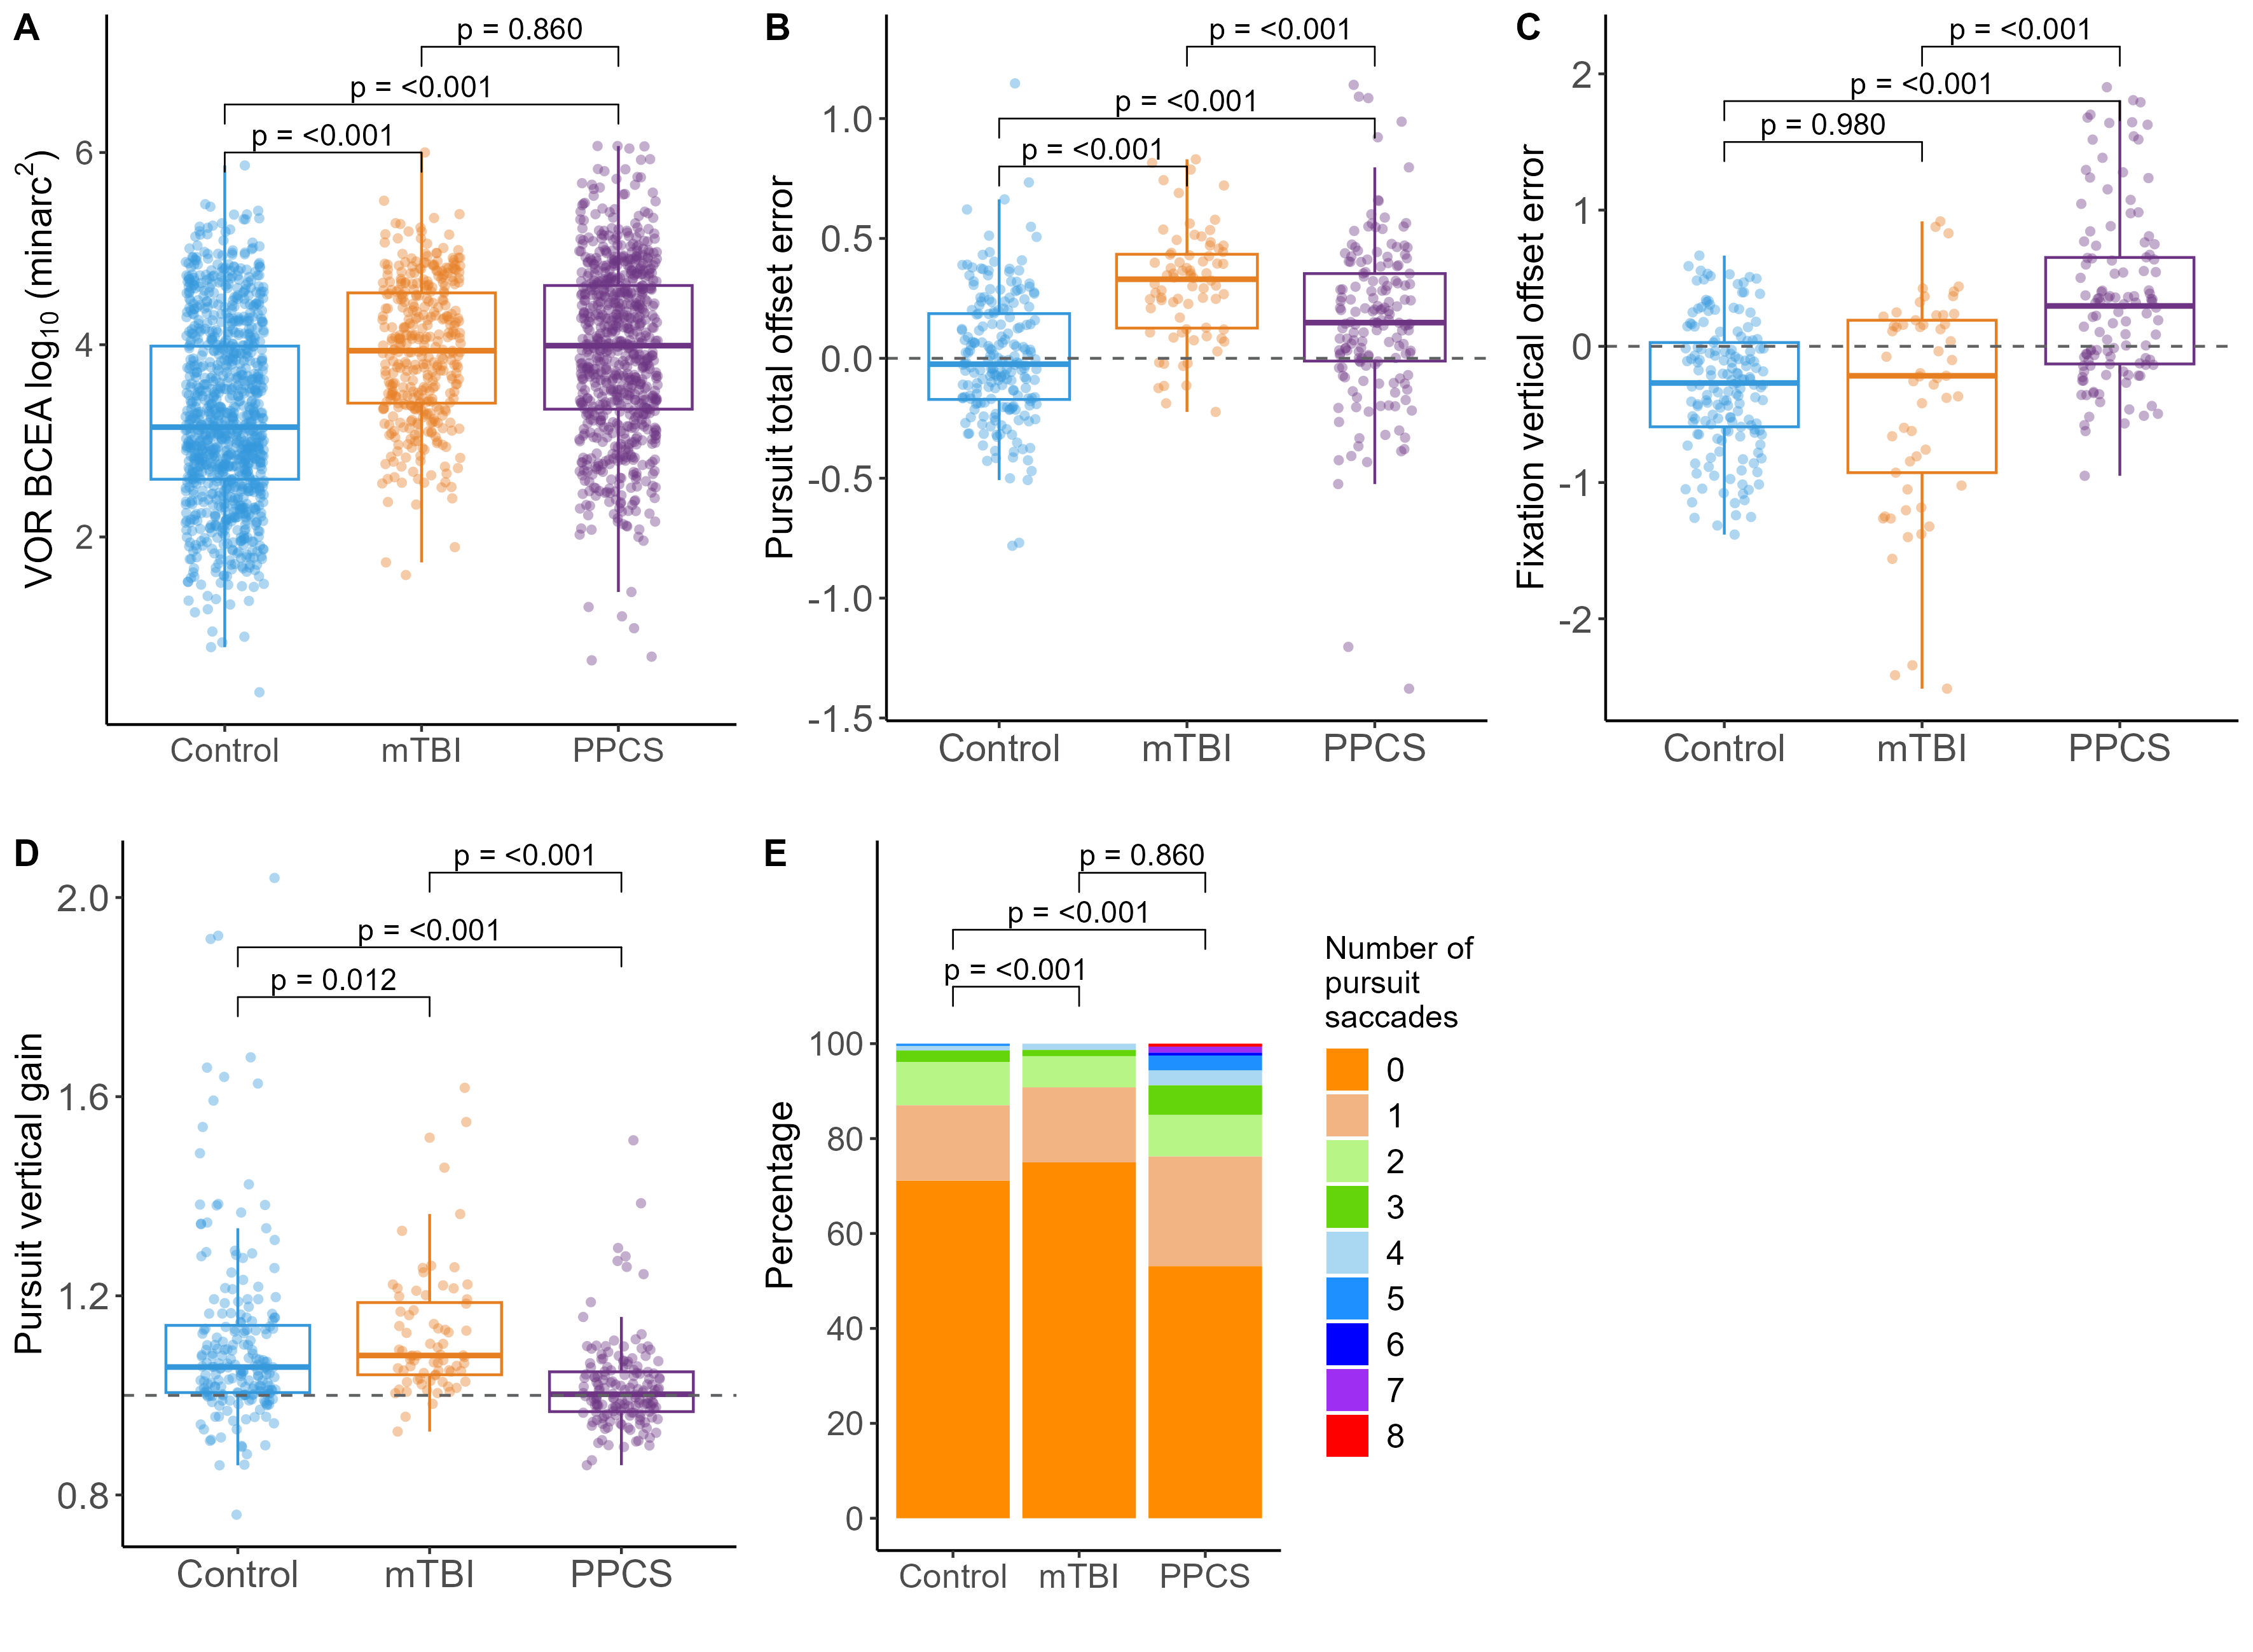 A
p = 0.860
p = <0.001
p = <0.001
VOR BCEA log10 (minarc2)
6
4
2
Control
mTBI
PPCS
B
p = <0.001
p = <0.001
p = <0.001
Pursuit total offset error
1.0
0.5
0.0
-0.5
-1.0
-1.5
Control
mTBI
PPCS
C
p = <0.001
p = <0.001
p = 0.980
Fixation vertical offset error
2
1
0
-1
-2
Control
mTBI
PPCS
D
p = <0.001
p = <0.001
p = 0.012
Pursuit vertical gain
2.0
1.6
1.2
0.8
Control
mTBI
PPCS
E
p = 0.860
p = <0.001
p = <0.001
Percentage
100
80
60
40
20
0
Control
mTBI
PPCS
Number of
pursuit
saccades
0
1
2
3
4
5
6
7
8